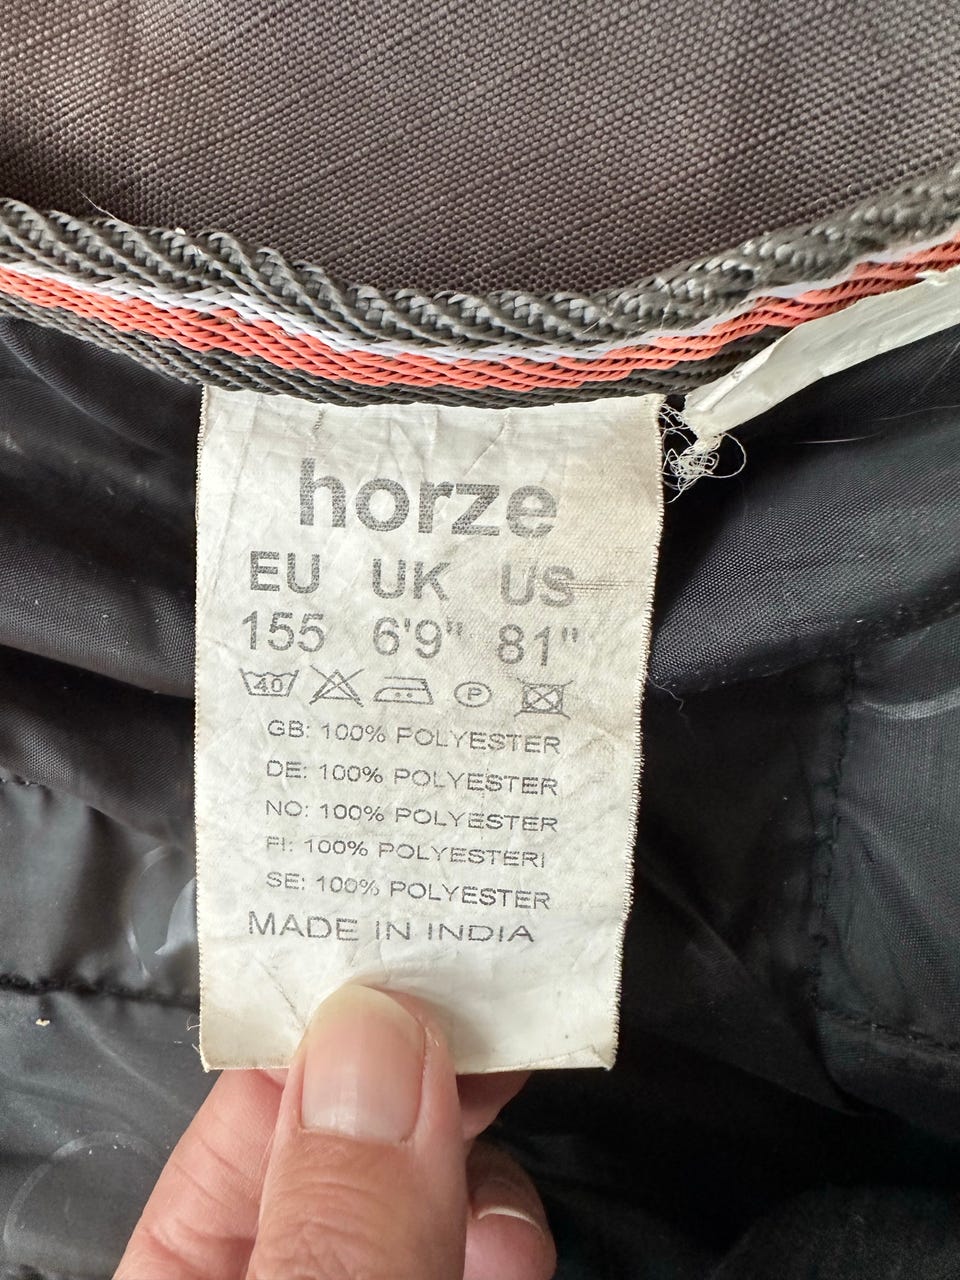 horze
EU UK US
155 6'9" 81"
40 P
GB: 100% POLYESTER
DE: 100% POLYESTER
NO: 100% POLYESTER
FI: 100% POLYESTERI
SE: 100% POLYESTER
MADE IN INDIA